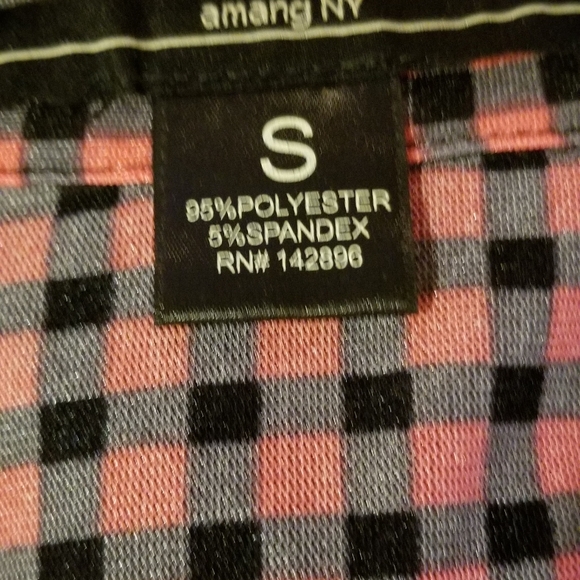 amang NY
S
95%POLYESTER
5%SPANDEX
RN# 142896